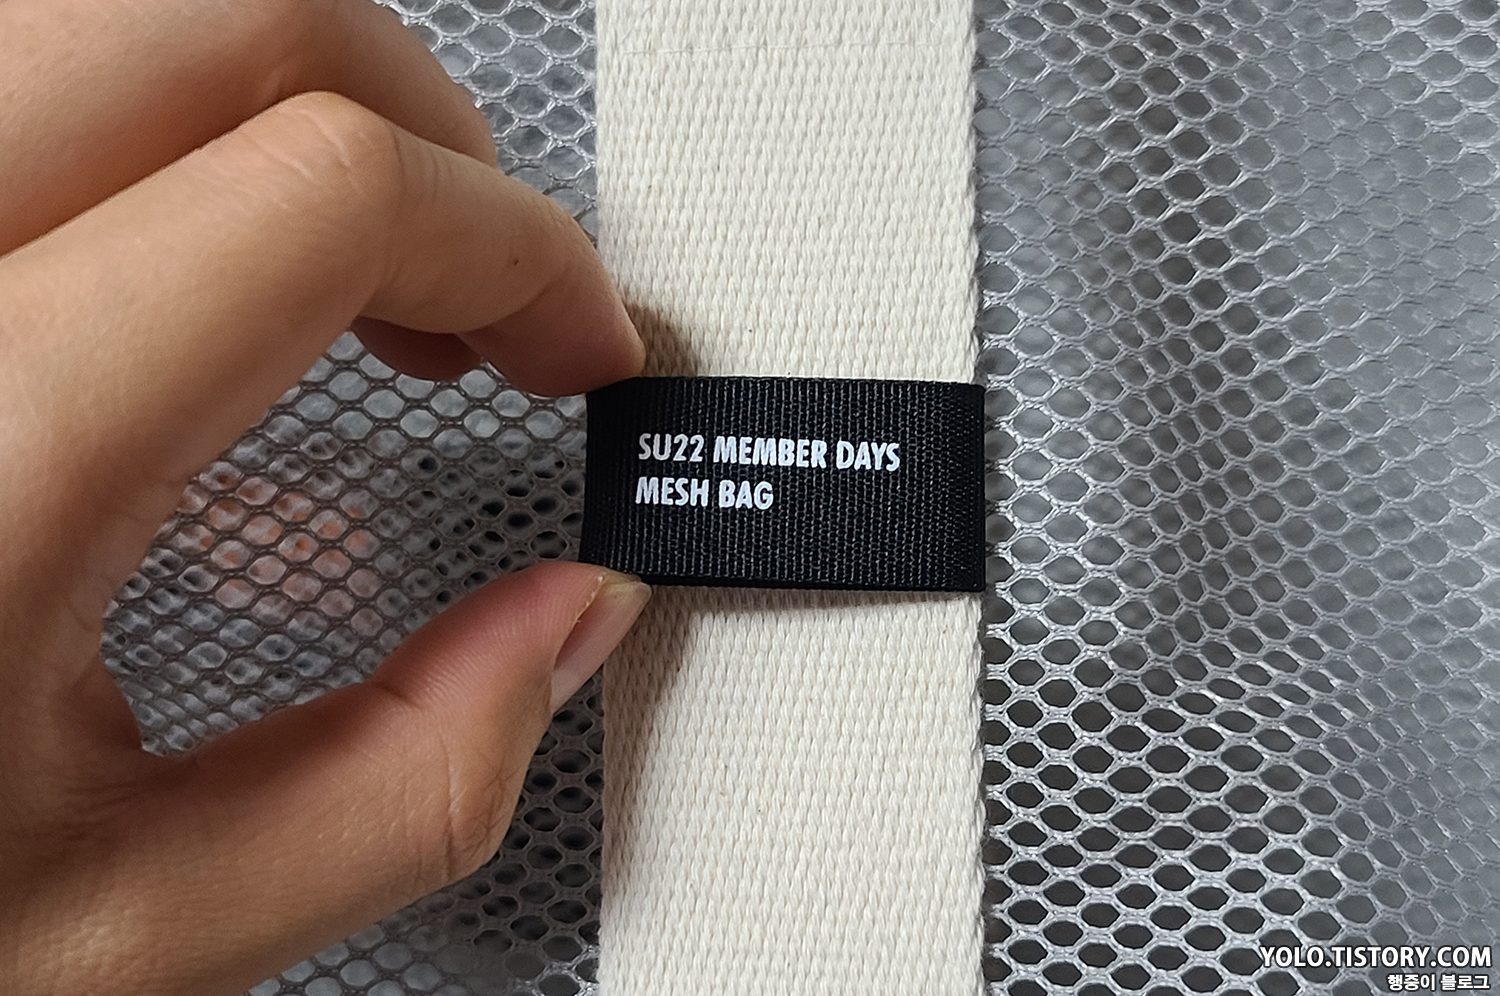 SU22 MEMBER DAYS
MESH BAG
YOLO.TISTORY.COM
행중이 블로그